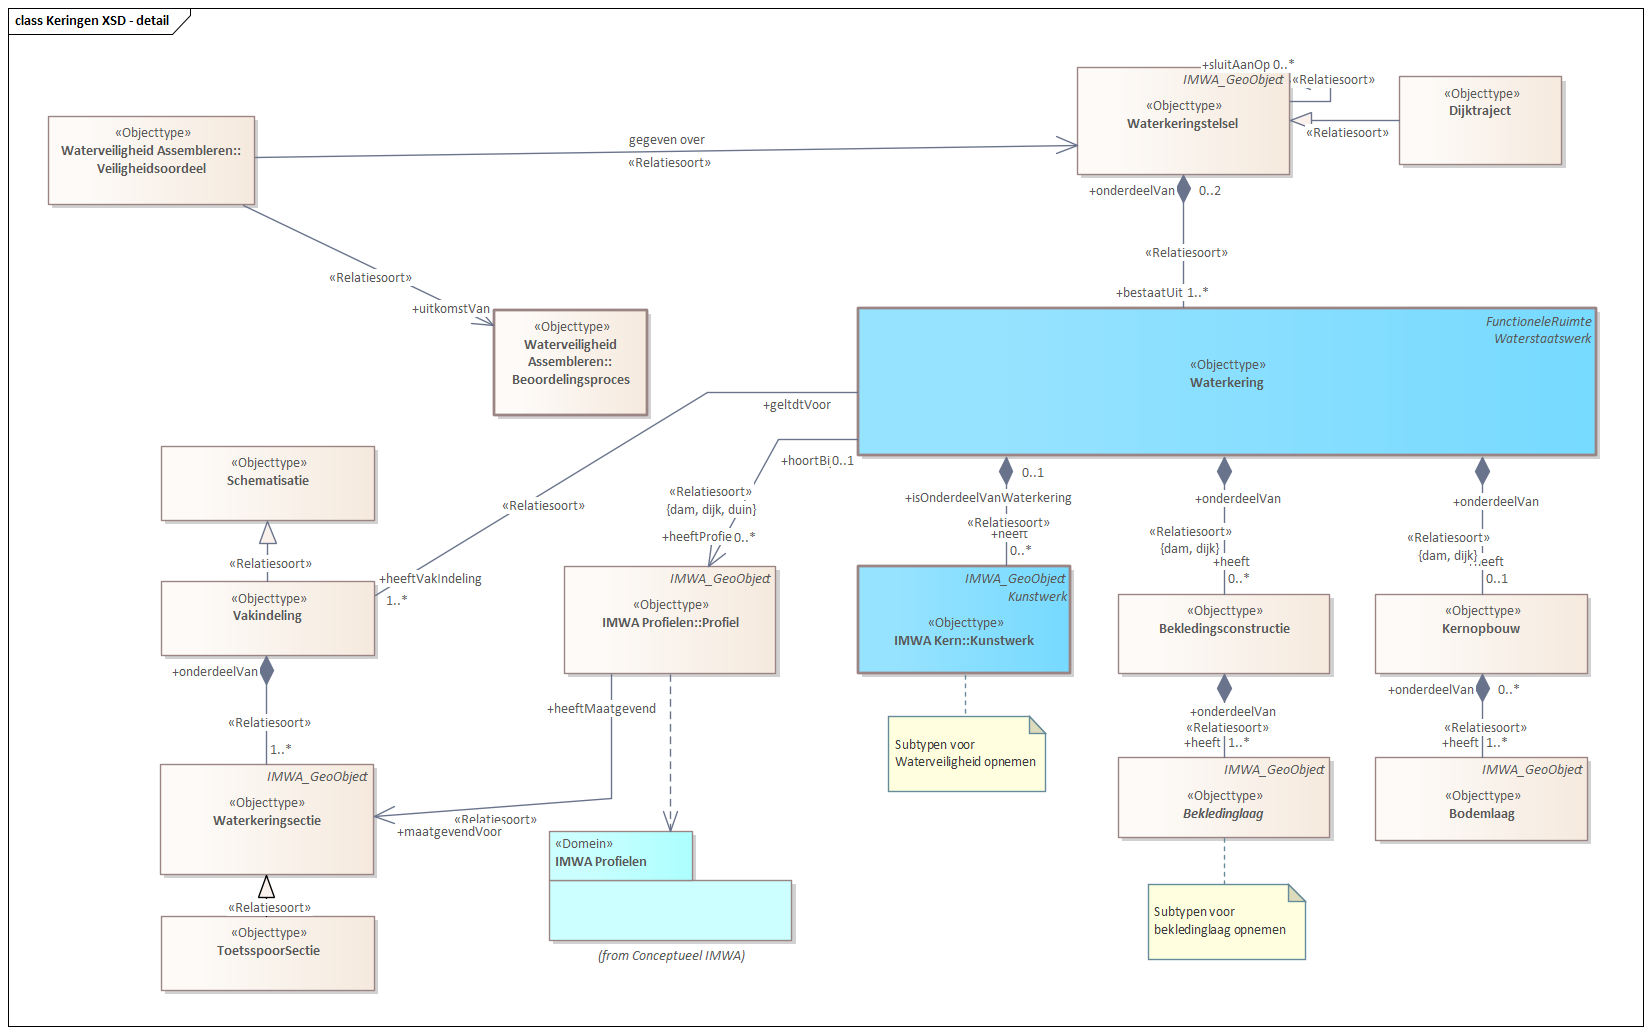 class Keringen XSD - detail
+sluitAanOp 0..*
IMWA_GeoObject
«Relatiesoort»
«Objecttype»
Waterkeringstelsel
«Objecttype»
Dijktraject
«Relatiesoort»
«Objecttype»
Waterveiligheid Assembleren::
Veiligheidsoordeel
gegeven over
«Relatiesoort»
+onderdeelVan 0..2
«Relatiesoort»
+bestaatUit 1..*
«Relatiesoort»
+uitkomstVan
«Objecttype»
Waterveiligheid
Assembleren::
Beoordelingsproces
FunctioneleRuimte
Waterstaatswerk
«Objecttype»
Waterkering
+geltdtVoor
«Relatiesoort»
+heeftVakIndeling
1..*
+hoortBi 0..1
«Relatiesoort»
{dam, dijk, duin}
+heeftProfie 0..*
0..1
+isOnderdeelVanWaterkering
«Relatiesoort»
+heeft
0..*
+onderdeelVan
«Relatiesoort»
{dam, dijk}
+heeft
0..*
+onderdeelVan
«Relatiesoort»
{dam, dijk}
heeft
0..1
«Objecttype»
Schematisatie
«Relatiesoort»
«Objecttype»
Vakindeling
IMWA_GeoObject
«Objecttype»
IMWA Profielen::Profiel
IMWA_GeoObject
Kunstwerk
«Objecttype»
IMWA Kern::Kunstwerk
«Objecttype»
Bekledingsconstructie
«Objecttype»
Kernopbouw
+onderdeelVan
«Relatiesoort»
1..*
+heeftMaatgevend
«Relatiesoort»
+maatgevendVoor
Subtypen voor
Waterveiligheid opnemen
+onderdeelVan
«Relatiesoort»
+heeft 1..*
+onderdeelVan 0..*
«Relatiesoort»
+heeft 1..*
IMWA_GeoObject
«Objecttype»
Waterkeringsectie
«Relatiesoort»
«Objecttype»
ToetsspoorSectie
«Domein»
IMWA Profielen
(from Conceptueel IMWA)
IMWA_GeoObject
«Objecttype»
Bekledinglaag
IMWA_GeoObject
«Objecttype»
Bodemlaag
Subtypen voor
bekledinglaag opnemen